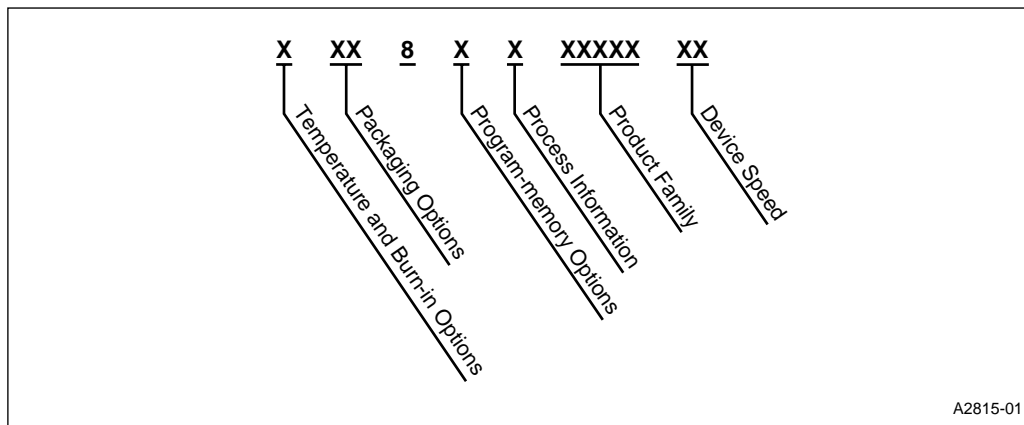 X XX 8 X X XXXXX XX
Temperature and Burn-in Options
Packaging Options
Program-memory Options
Process Information
Product Family
Device Speed
A2815-01